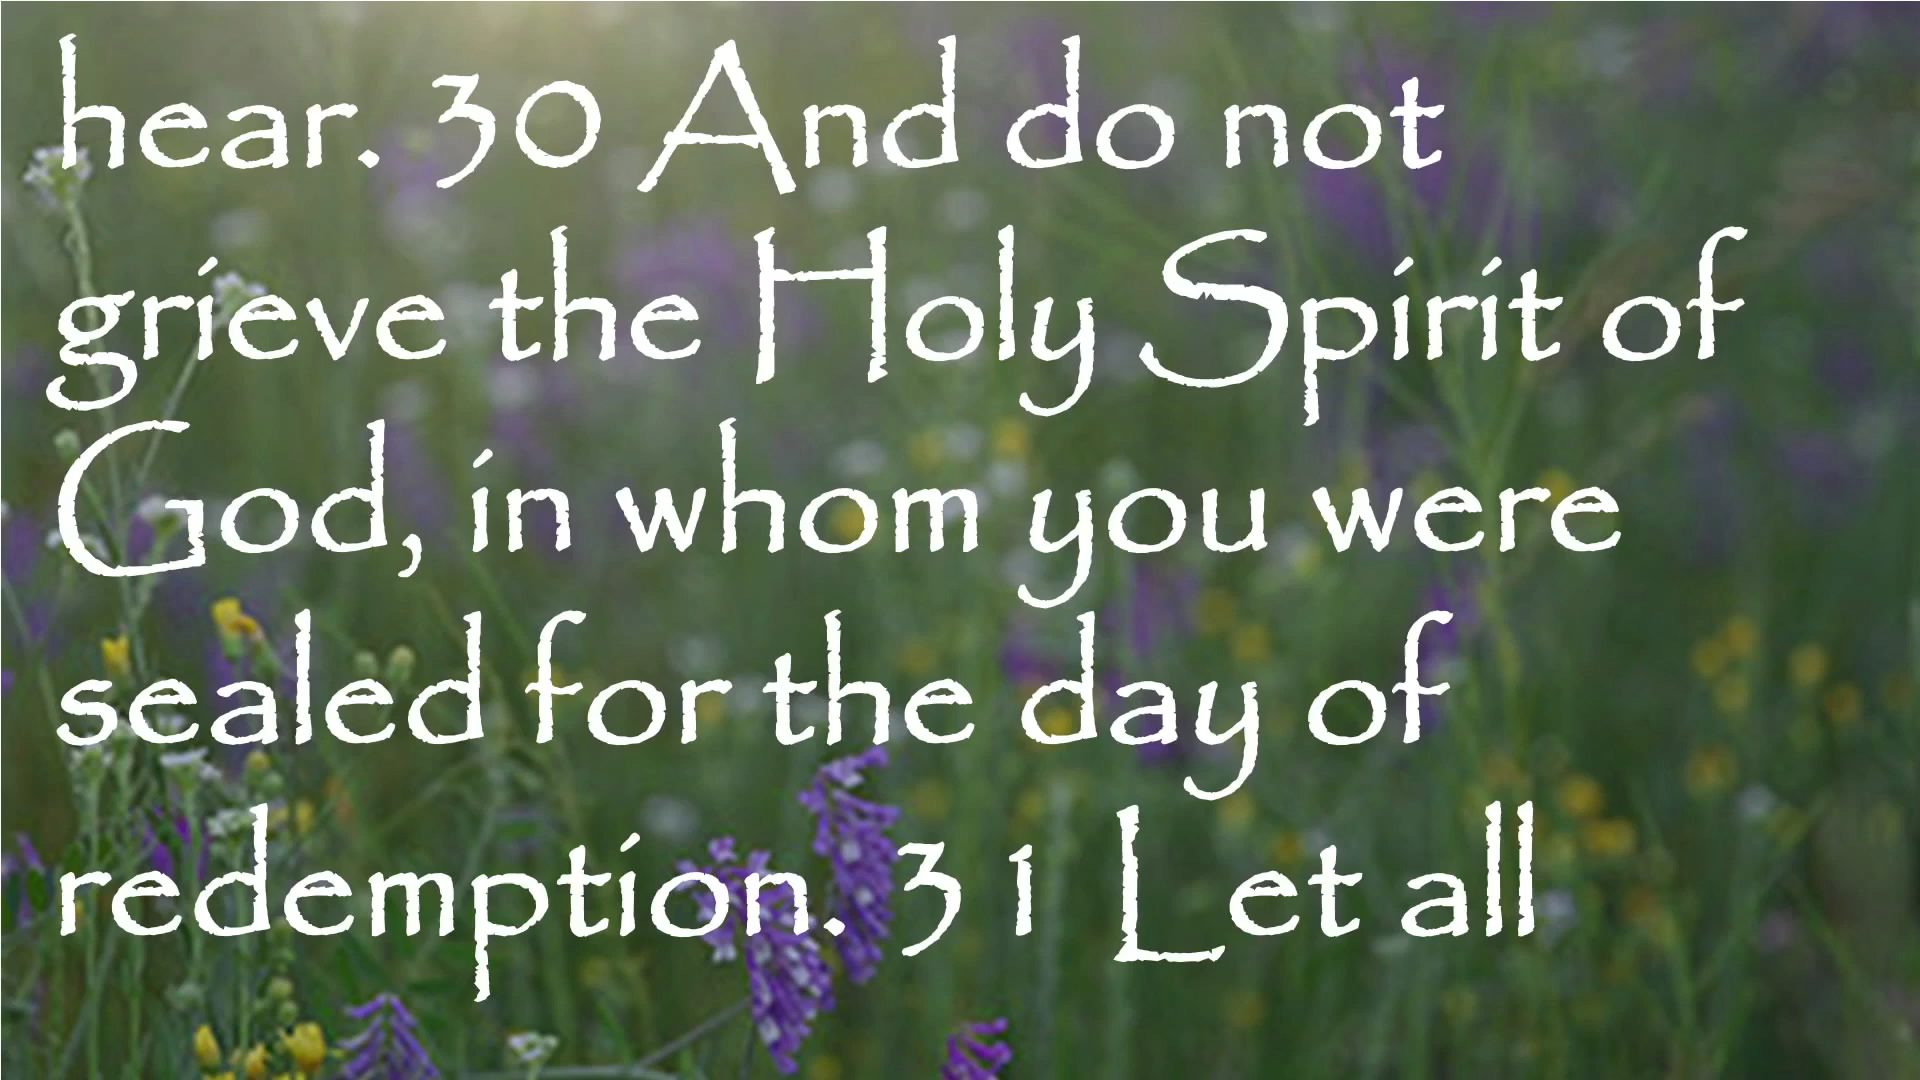 hear. 30 And do not
grieve the Holy Spirit of
God, in whom you were
sealed for the day of
redemption. 31 Let all